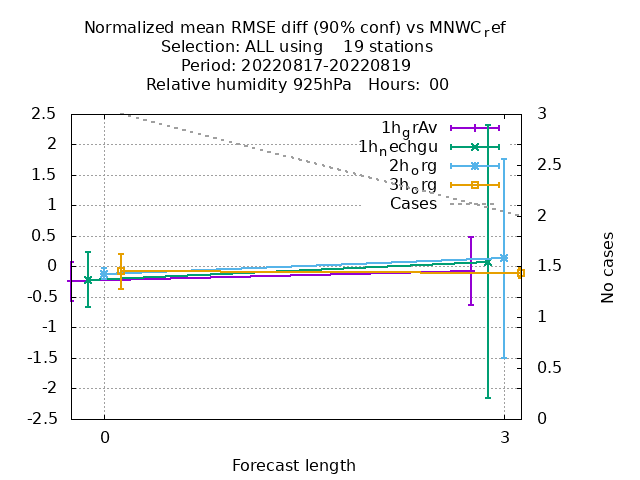 Normalized mean RMSE diff (90% conf) vs MNWC_ref
Selection: ALL using    19 stations
Period: 20220817-20220819
Relative humidity 925hPa   Hours:  00
2.5
2
1.5
1
0.5
0
-0.5
-1
-1.5
-2
-2.5
1h_grAv
1h_nechgu
2h_org
3h_org
Cases
3
2.5
2
1.5
1
0.5
0
No cases
0
3
Forecast length